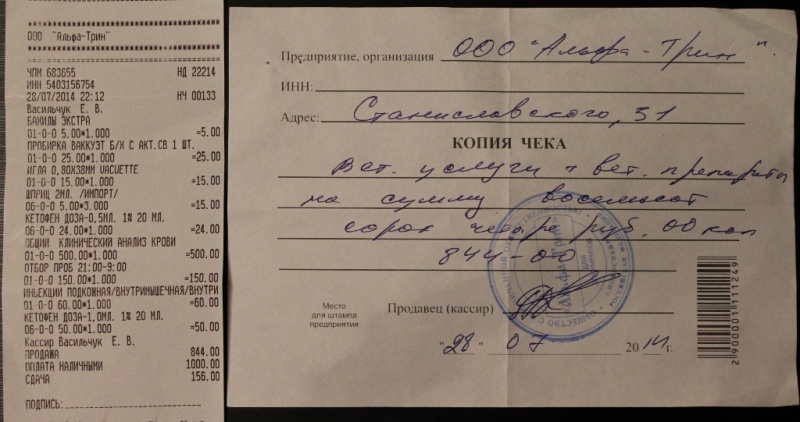 ООО "Альфа-Трин"
ЧПМ 683655 НД 22214
ИНН 5403156754
28/07/2014 22:12 НЧ 00133
Васильчук Е. В.
БАХИЛЫ ЭКСТРА
01-0-0 5.00*1.000 =5.00
ПРОБИРКА ВАККУЭТ Б/Х С АКТ.СВ 1 ШТ.
01-0-0 25.00*1.000 =25.00
ИГЛА 0,80Х38ММ VACUETTE
01-0-0 15.00*1.000 =15.00
ШПРИЦ 2МЛ. /ИМПОРТ/
06-0-0 5.00*3.000 =15.00
КЕТОФЕН ДОЗА-0,5МЛ. 1% 20 МЛ.
06-0-0 24.00*1.000 =24.00
ОБЩИЙ КЛИНИЧЕСКИЙ АНАЛИЗ КРОВИ
01-0-0 500.00*1.000 =500.00
ОТБОР ПРОБ 21:00-9:00
01-0-0 150.00*1.000 =150.00
ИНЬЕКЦИИ ПОДКОЖНАЯ/ВНУТРИМЫШЕЧНАЯ/ВНУТРИ
01-0-0 60.00*1.000 =60.00
КЕТОФЕН ДОЗА-1,0МЛ. 1% 20 МЛ.
06-0-0 50.00*1.000 =50.00
Кассир Васильчук Е. В.
ПРОДАЖА 844.00
ОПЛАТА НАЛИЧНЫМИ 1000.00
СДАЧА 156.00
ПОДПИСЬ:
Предприятие, организация ООО "Альфа-Трин".
ИНН:
Адрес: Станиславского, 31
КОПИЯ ЧЕКА
Вет. услуги + вет. препараты
на сумму восемьсот
сорок четыре руб. 00 коп
844-00
"Альфа Трин"
Продавец (кассир)
Место
для штампа
предприятия
"28" 07 2014г.
2900001111249